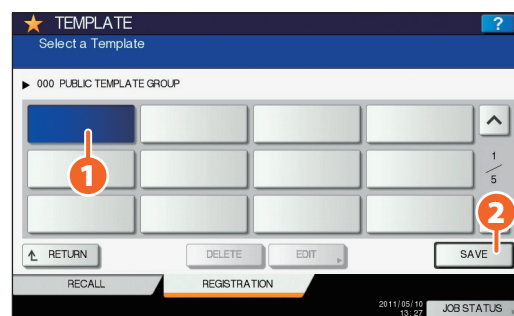 TEMPLATE
?
Select a Template
000 PUBLIC TEMPLATE GROUP
1
1
5
2
RETURN
DELETE
EDIT
SAVE
RECALL
REGISTRATION
2011/05/10
13:27
JOB STATUS